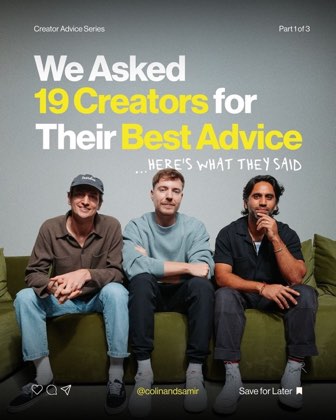 Creator Advice Series
Part 1 of 3
We Asked
19 Creators for
Their Best Advice
...HERE'S WHAT THEY SAID
@colinandsamir
Save for Later